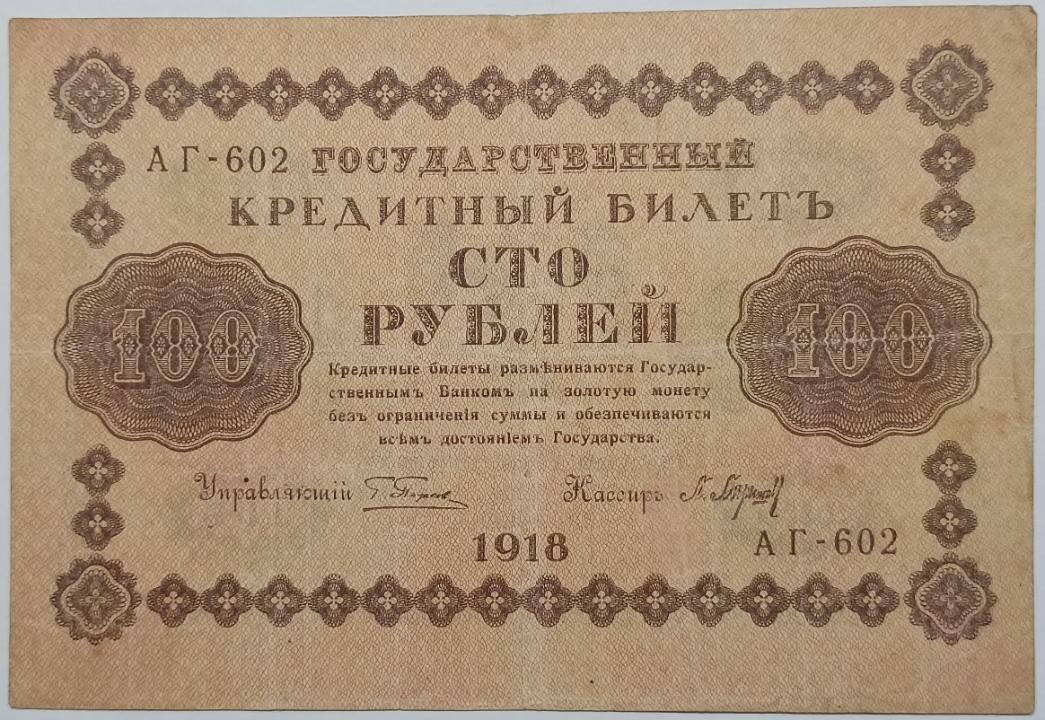 АГ-602 ГОСУДАРСТВЕННЫЙ
КРЕДИТНЫЙ БИЛЕТЪ
СТО
РУБЛЕЙ
100
100
Кредитные билеты размѣниваются Государ-
ственнымъ Банкомъ на золотую монету
безъ ограниченія суммы и обезпечиваются
всѣмъ достояніемъ Государства.
Управляющій
Кассиръ
1918
АГ-602